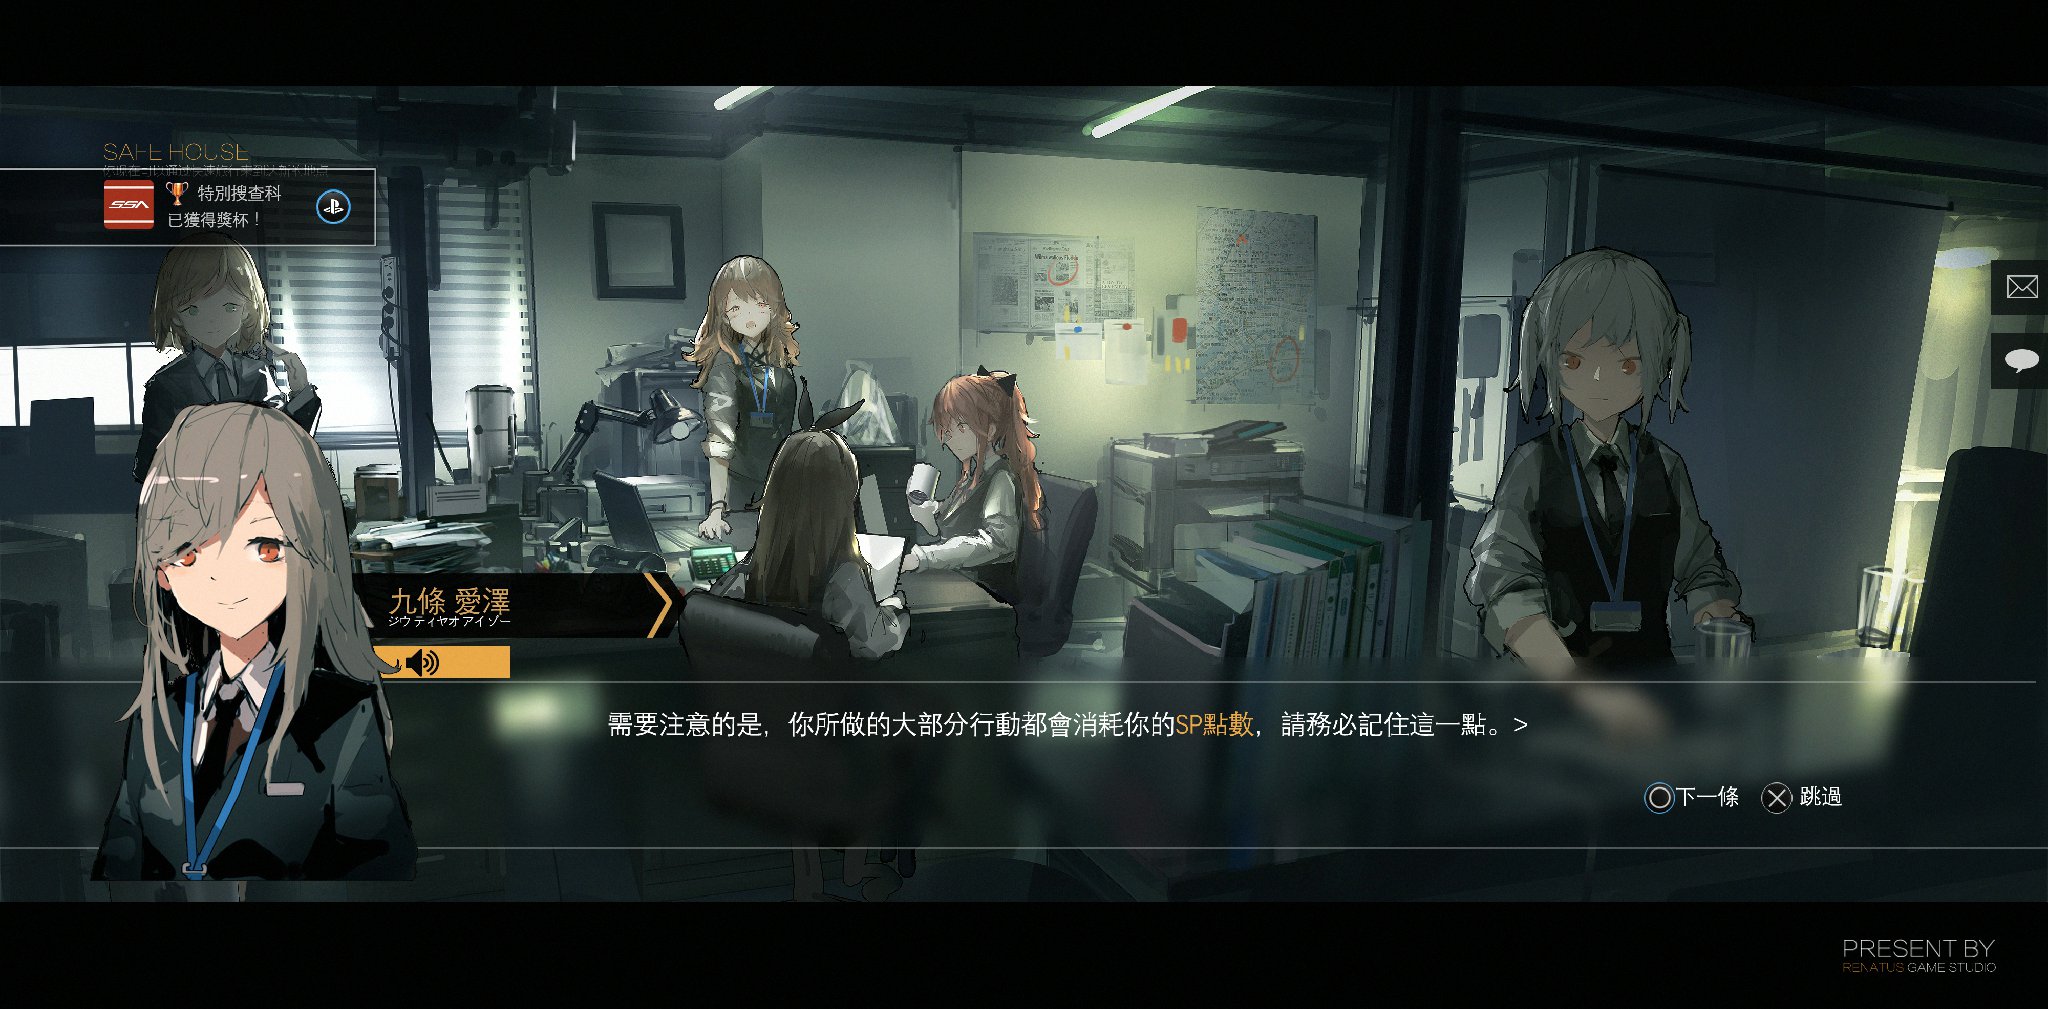 SAFE HOUSE
SSA
特別搜查科
已獲得獎杯！
九條 愛澤
ジウティヤオアイゾー
需要注意的是，你所做的大部分行動都會消耗你的SP點數，請務必記住這一點。>
下一條
跳過
PRESENT BY
RENATUS GAME STUDIO